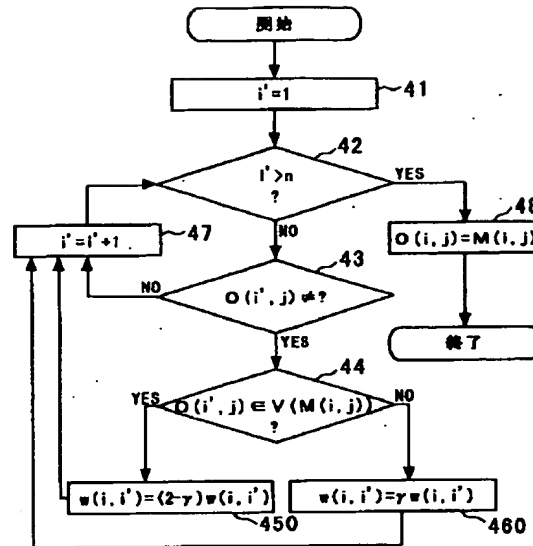 開始
i'=1
41
42
i'>n
?
YES
NO
47
i'=i'+1
48
O(i,j)=M(i,j)
43
NO
O(i',j)≠?
YES
終了
44
YES
NO
O(i',j)∈V(M(i,j))
?
w(i,i')=(2-γ)w(i,i')
w(i,i')=γw(i,i')
450
460